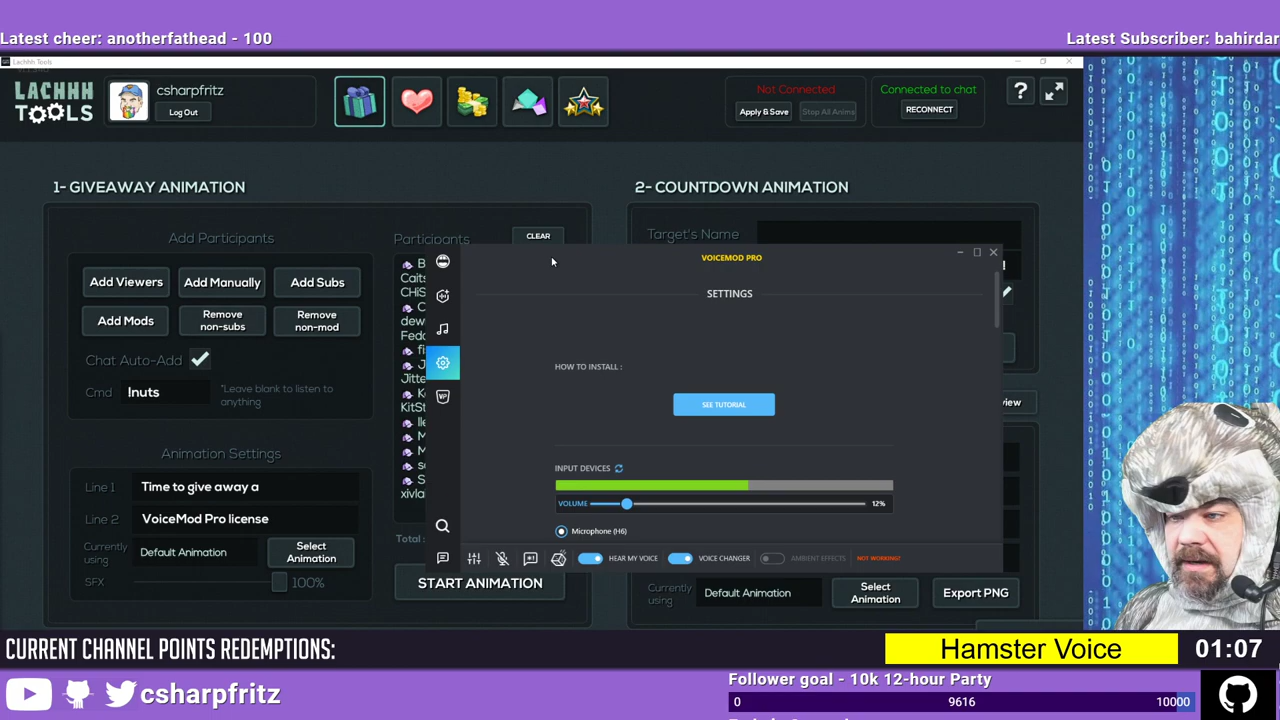 Latest cheer: anotherfathead - 100
Latest Subscriber: bahirdar
Lachhh Tools
LACHHH
TOOLS
csharpfritz
Log Out
Not Connected
Apply & Save
Stop All Anims
Connected to chat
RECONNECT
?
1- GIVEAWAY ANIMATION
2- COUNTDOWN ANIMATION
Add Participants
Participants
CLEAR
Target's Name
Add Viewers
Add Manually
Add Subs
Add Mods
Remove
non-subs
Remove
non-mod
Chat Auto-Add
Cmd
!nuts
*Leave blank to listen to
anything
Animation Settings
Line 1
Time to give away a
Line 2
VoiceMod Pro license
Currently
using
Default Animation
Select
Animation
SFX
100%
START ANIMATION
VOICEMOD PRO
SETTINGS
HOW TO INSTALL :
SEE TUTORIAL
INPUT DEVICES
VOLUME
12%
Microphone (H6)
HEAR MY VOICE
VOICE CHANGER
AMBIENT EFFECTS
NOT WORKING?
Currently
using
Default Animation
Select
Animation
Export PNG
CURRENT CHANNEL POINTS REDEMPTIONS:
Hamster Voice
01:07
csharpfritz
Follower goal - 10k 12-hour Party
0
9616
10000